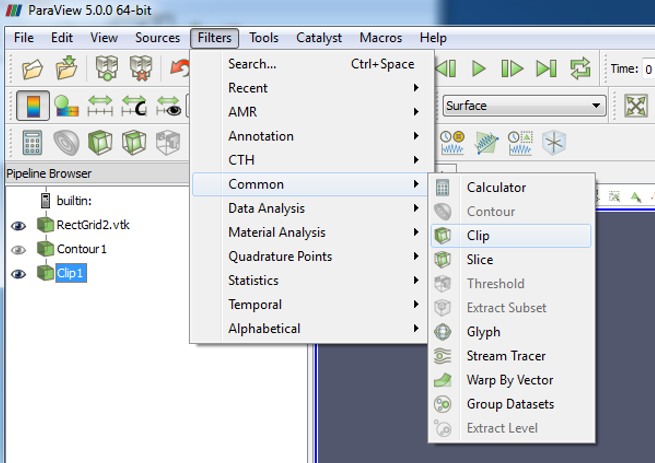 ParaView 5.0.0 64-bit
File Edit View Sources Filters Tools Catalyst Macros Help
Search... Ctrl+Space
Recent
AMR
Annotation
CTH
Common
Data Analysis
Material Analysis
Quadrature Points
Statistics
Temporal
Alphabetical
Time: 0
Surface
Calculator
Contour
Clip
Slice
Threshold
Extract Subset
Glyph
Stream Tracer
Warp By Vector
Group Datasets
Extract Level
Pipeline Browser
builtin:
RectGrid2.vtk
Contour1
Clip1